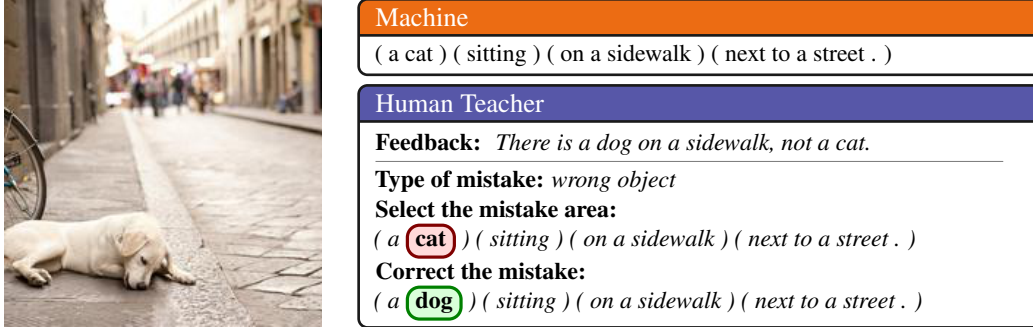 Machine
( a cat ) ( sitting ) ( on a sidewalk ) ( next to a street . )
Human Teacher
Feedback: There is a dog on a sidewalk, not a cat.
Type of mistake: wrong object
Select the mistake area:
( a cat ) ( sitting ) ( on a sidewalk ) ( next to a street . )
Correct the mistake:
( a dog ) ( sitting ) ( on a sidewalk ) ( next to a street . )